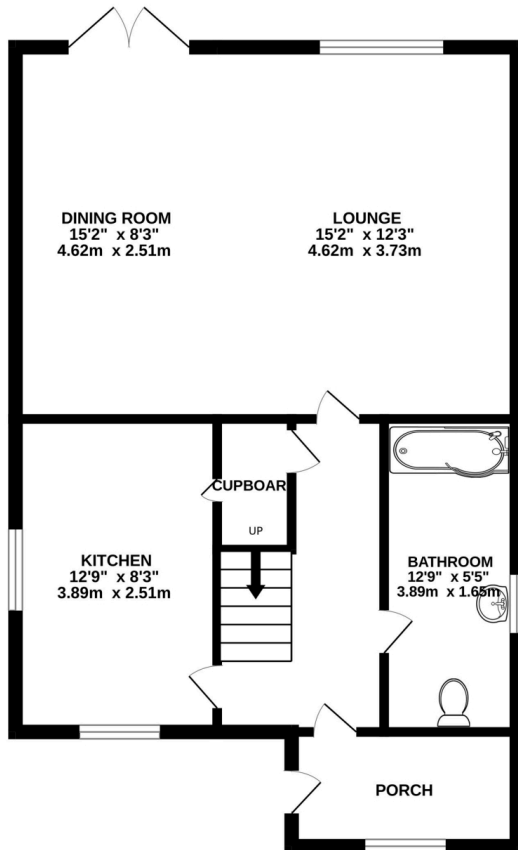 DINING ROOM
15'2" x 8'3"
4.62m x 2.51m
LOUNGE
15'2" x 12'3"
4.62m x 3.73m
CUPBOAR
UP
KITCHEN
12'9" x 8'3"
3.89m x 2.51m
BATHROOM
12'9" x 5'5"
3.89m x 1.65m
PORCH